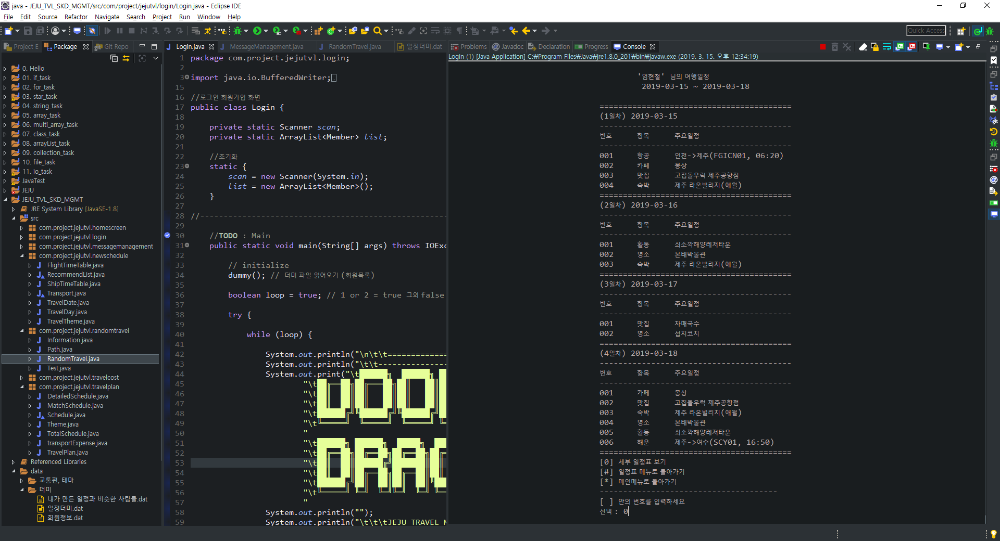 java - JEJU_TVL_SKD_MGMT/src/com/project/jejutvl/login/Login.java - Eclipse IDE
File Edit Source Refactor Navigate Search Project Run Window Help
Quick Access
Project E Package Git Repo
0. Hello
01. if_task
02. for_task
03. star_task
04. string_task
05. array_task
06. multi_array_task
07. class_task
08. arrayList_task
09. collection_task
10. file_task
11. io_task
JavaTest
JEJU
JEJU_TVL_SKD_MGMT
JRE System Library [JavaSE-1.8]
src
com.project.jejutvl.homescreen
com.project.jejutvl.login
com.project.jejutvl.messagemanagement
com.project.jejutvl.newschedule
FlightTimeTable.java
RecommendList.java
ShipTimeTable.java
Transport.java
TravelDate.java
TravelDay.java
TravelTheme.java
com.project.jejutvl.randomtravel
Information.java
Path.java
RandomTravel.java
Test.java
com.project.jejutvl.travelcost
com.project.jejutvl.travelplan
DetailedSchedule.java
MatchSchedule.java
Schedule.java
Theme.java
TotalSchedule.java
transportExpense.java
TravelPlan.java
Referenced Libraries
data
교통편, 테마
더미
내가 만든 일정과 비슷한 사람들.dat
일정더미.dat
회원정보.dat
Login.java MessageManagement.java RandomTravel.java 일정더미.dat
1 package com.project.jejutvl.login;
2
3 import java.io.BufferedWriter;
15
16 //로그인 회원가입 화면
17 public class Login {
18
19 private static Scanner scan;
20 private static ArrayList<Member> list;
21
22 //초기화
23 static {
24 scan = new Scanner(System.in);
25 list = new ArrayList<Member>();
26 }
27
28 //-----------------------------------------------------
29
30 //TODO : Main
31 public static void main(String[] args) throws IOExc
32
33 // initialize
34 dummy(); // 더미 파일 읽어오기 (회원목록)
35
36 boolean loop = true; // 1 or 2 = true 그외 false
37
38 try {
39
40 while (loop) {
41
42 System.out.println("\n\t\t=============
43 System.out.println("\t\t---------------
44 System.out.print("\t
45 "\t
46 "\t
47 "\t
48 "\t
49 "\t
50 "
51 "\t
52 "\t
53 "\t
54 "\t
55 "\t
56 "\t
57 "
58 System.out.println("");
59 System.out.println("\t\t\tJEJU TRAVEL M
Problems Javadoc Declaration Progress Console
Login (1) [Java Application] C:₩Program Files₩Java₩jre1.8.0_201₩bin₩javaw.exe (2019. 3. 15. 오후 12:34:19)
'엄현철' 님의 여행일정
2019-03-15 ~ 2019-03-18
=========================================
(1일차) 2019-03-15
-----------------------------------------
번호 항목 주요일정
-----------------------------------------
001 항공 인천->제주(FGICN01, 06:20)
002 카페 몽상
003 맛집 고집돌우럭 제주공항점
004 숙박 제주 라온빌리지(애월)
=========================================
(2일차) 2019-03-16
-----------------------------------------
번호 항목 주요일정
-----------------------------------------
001 활동 쇠소깍해양레저타운
002 명소 본태박물관
003 숙박 제주 라온빌리지(애월)
=========================================
(3일차) 2019-03-17
-----------------------------------------
번호 항목 주요일정
-----------------------------------------
001 맛집 자매국수
002 명소 섭지코지
=========================================
(4일차) 2019-03-18
-----------------------------------------
번호 항목 주요일정
-----------------------------------------
001 카페 몽상
002 맛집 고집돌우럭 제주공항점
003 숙박 제주 라온빌리지(애월)
004 명소 본태박물관
005 활동 쇠소깍해양레저타운
006 해운 제주->여수(SCY01, 16:50)
=========================================
[0] 세부 일정표 보기
[#] 일정표 메뉴로 돌아가기
[*] 메인메뉴로 돌아가기
--------------------------------------
[ ] 안의 번호를 입력하세요
선택 : 0